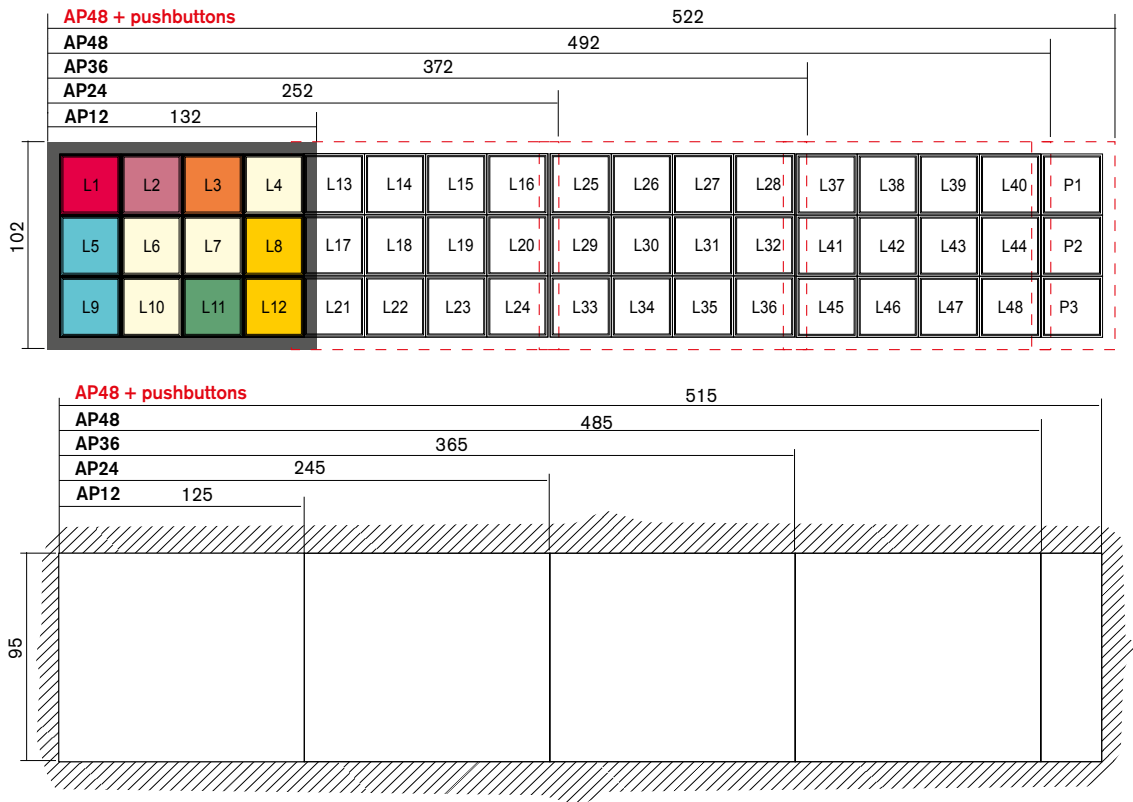 AP48 + pushbuttons 522
AP48 492
AP36 372
AP24 252
AP12 132
102
L1 L2 L3 L4 L13 L14 L15 L16 L25 L26 L27 L28 L37 L38 L39 L40 P1
L5 L6 L7 L8 L17 L18 L19 L20 L29 L30 L31 L32 L41 L42 L43 L44 P2
L9 L10 L11 L12 L21 L22 L23 L24 L33 L34 L35 L36 L45 L46 L47 L48 P3
AP48 + pushbuttons 515
AP48 485
AP36 365
AP24 245
AP12 125
95